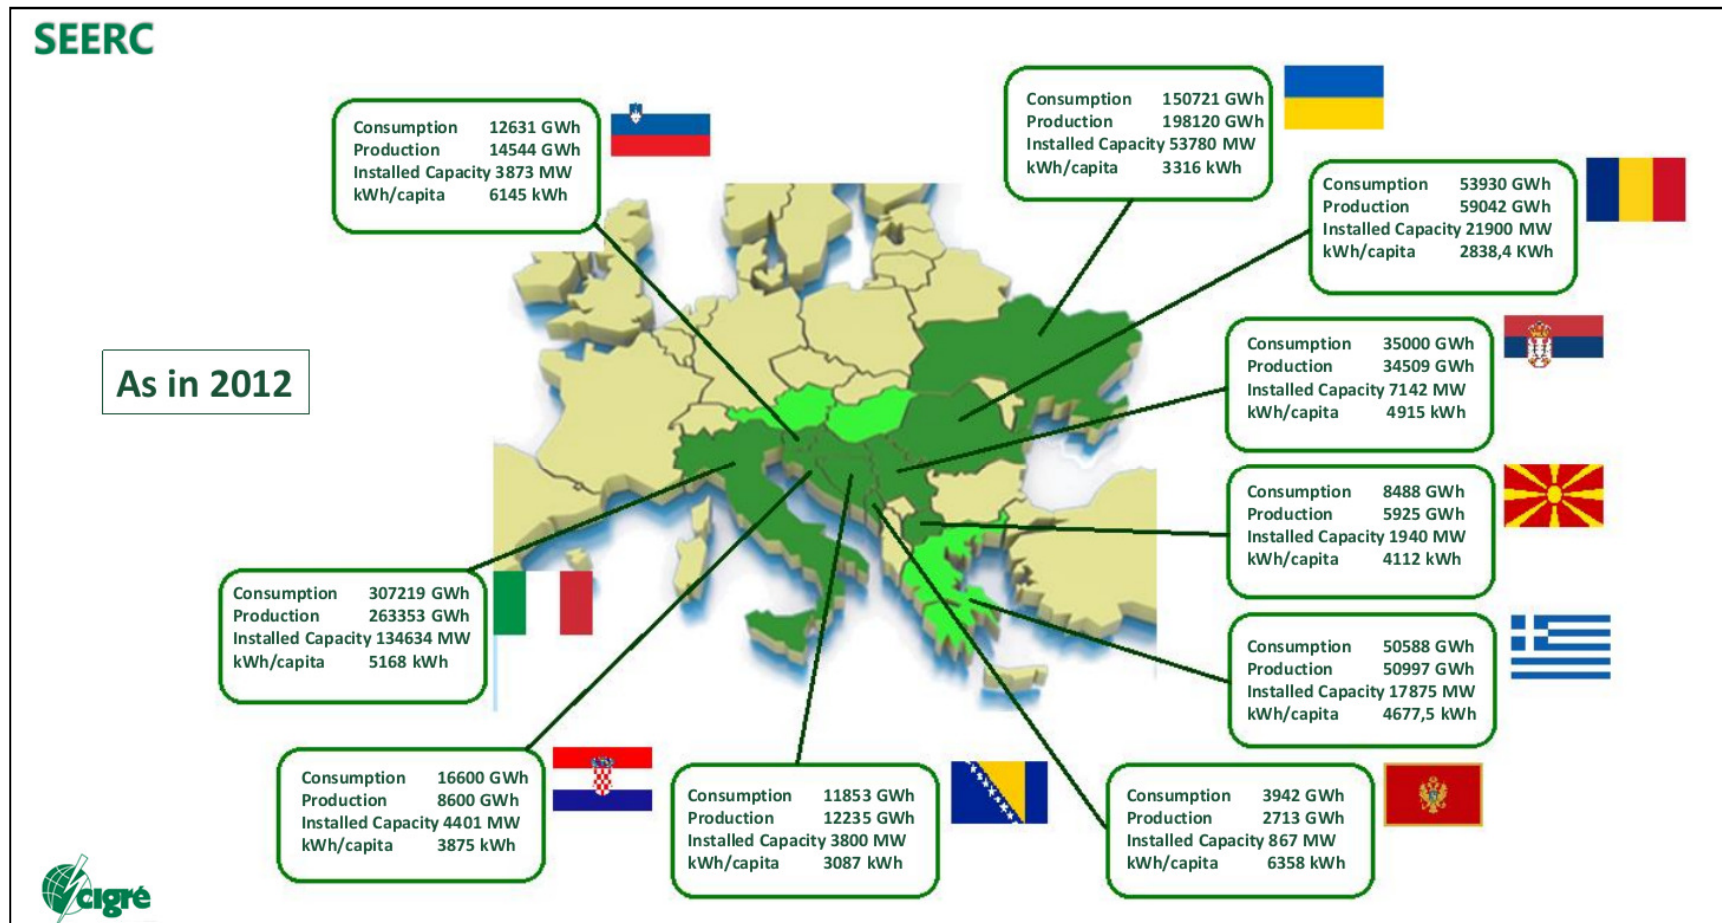 SEERC
Consumption 12631 GWh
Production 14544 GWh
Installed Capacity 3873 MW
kWh/capita 6145 kWh
Consumption 150721 GWh
Production 198120 GWh
Installed Capacity 53780 MW
kWh/capita 3316 kWh
Consumption 53930 GWh
Production 59042 GWh
Installed Capacity 21900 MW
kWh/capita 2838,4 KWh
As in 2012
Consumption 35000 GWh
Production 34509 GWh
Installed Capacity 7142 MW
kWh/capita 4915 kWh
Consumption 8488 GWh
Production 5925 GWh
Installed Capacity 1940 MW
kWh/capita 4112 kWh
Consumption 307219 GWh
Production 263353 GWh
Installed Capacity 134634 MW
kWh/capita 5168 kWh
Consumption 50588 GWh
Production 50997 GWh
Installed Capacity 17875 MW
kWh/capita 4677,5 kWh
Consumption 16600 GWh
Production 8600 GWh
Installed Capacity 4401 MW
kWh/capita 3875 kWh
Consumption 11853 GWh
Production 12235 GWh
Installed Capacity 3800 MW
kWh/capita 3087 kWh
Consumption 3942 GWh
Production 2713 GWh
Installed Capacity 867 MW
kWh/capita 6358 kWh
cigré